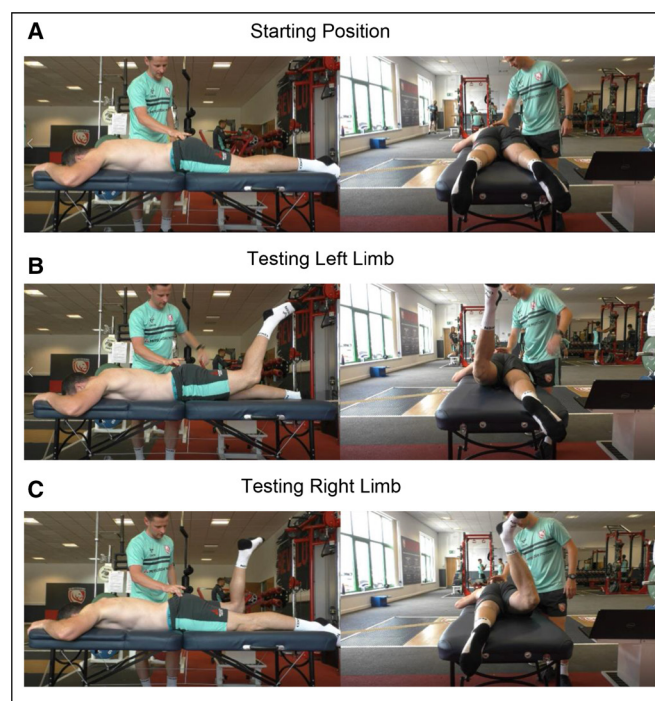 A
Starting Position
B
Testing Left Limb
C
Testing Right Limb